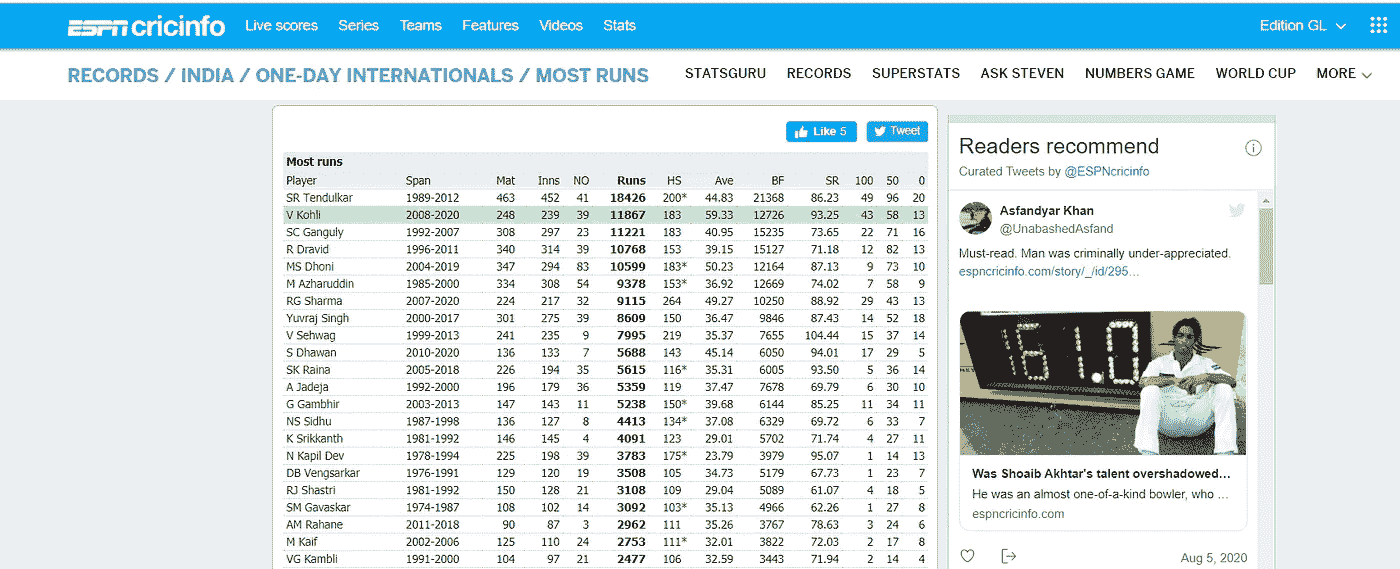 ESPN cricinfo Live scores Series Teams Features Videos Stats Edition GL
RECORDS / INDIA / ONE-DAY INTERNATIONALS / MOST RUNS STATSGURU RECORDS SUPERSTATS ASK STEVEN NUMBERS GAME WORLD CUP MORE
Like 5 Tweet
Most runs
Player Span Mat Inns NO Runs HS Ave BF SR 100 50 0
SR Tendulkar 1989-2012 463 452 41 18426 200* 44.83 21368 86.23 49 96 20
V Kohli 2008-2020 248 239 39 11867 183 59.33 12726 93.25 43 58 13
SC Ganguly 1992-2007 308 297 23 11221 183 40.95 15235 73.65 22 71 16
R Dravid 1996-2011 340 314 39 10768 153 39.15 15127 71.18 12 82 13
MS Dhoni 2004-2019 347 294 83 10599 183* 50.23 12164 87.13 9 73 10
M Azharuddin 1985-2000 334 308 54 9378 153* 36.92 12669 74.02 7 58 9
RG Sharma 2007-2020 224 217 32 9115 264 49.27 10250 88.92 29 43 13
Yuvraj Singh 2000-2017 301 275 39 8609 150 36.47 9846 87.43 14 52 18
V Sehwag 1999-2013 241 235 9 7995 219 35.37 7655 104.44 15 37 14
S Dhawan 2010-2020 136 133 7 5688 143 45.14 6050 94.01 17 29 5
SK Raina 2005-2018 226 194 35 5615 116* 35.31 6005 93.50 5 36 14
A Jadeja 1992-2000 196 179 36 5359 119 37.47 7678 69.79 6 30 10
G Gambhir 2003-2013 147 143 11 5238 150* 39.68 6144 85.25 11 34 11
NS Sidhu 1987-1998 136 127 8 4413 134* 37.08 6329 69.72 6 33 7
K Srikkanth 1981-1992 146 145 4 4091 123 29.01 5702 71.74 4 27 11
N Kapil Dev 1978-1994 225 198 39 3783 175* 23.79 3979 95.07 1 14 13
DB Vengsarkar 1976-1991 129 120 19 3508 105 34.73 5179 67.73 1 23 7
RJ Shastri 1981-1992 150 128 21 3108 109 29.04 5089 61.07 4 18 5
SM Gavaskar 1974-1987 108 102 14 3092 103* 35.13 4966 62.26 1 27 8
AM Rahane 2011-2018 90 87 3 2962 111 35.26 3767 78.63 3 24 6
M Kaif 2002-2006 125 110 24 2753 111* 32.01 3822 72.03 2 17 8
VG Kambli 1991-2000 104 97 21 2477 106 32.59 3443 71.94 2 14 4
Readers recommend
Curated Tweets by @ESPNcricinfo
Asfandyar Khan
@UnabashedAsfand
Must-read. Man was criminally under-appreciated.
espncricinfo.com/story/_/id/295…
161.0
Was Shoaib Akhtar's talent overshadowed…
He was an almost one-of-a-kind bowler, who …
espncricinfo.com
Aug 5, 2020